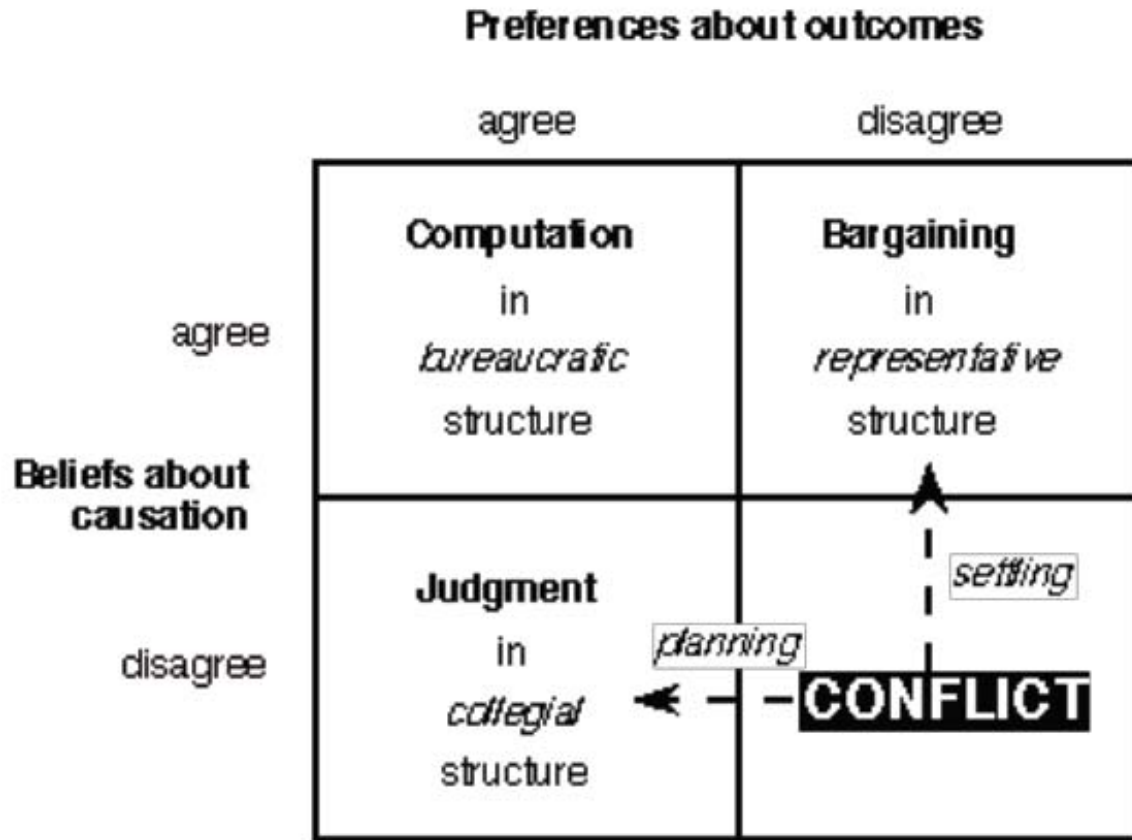 Preferences about outcomes
agree
disagree
Computation
in
bureaucratic
structure
Bargaining
in
representative
structure
agree
Beliefs about
causation
disagree
Judgment
in
collegial
structure
planning
settling
CONFLICT